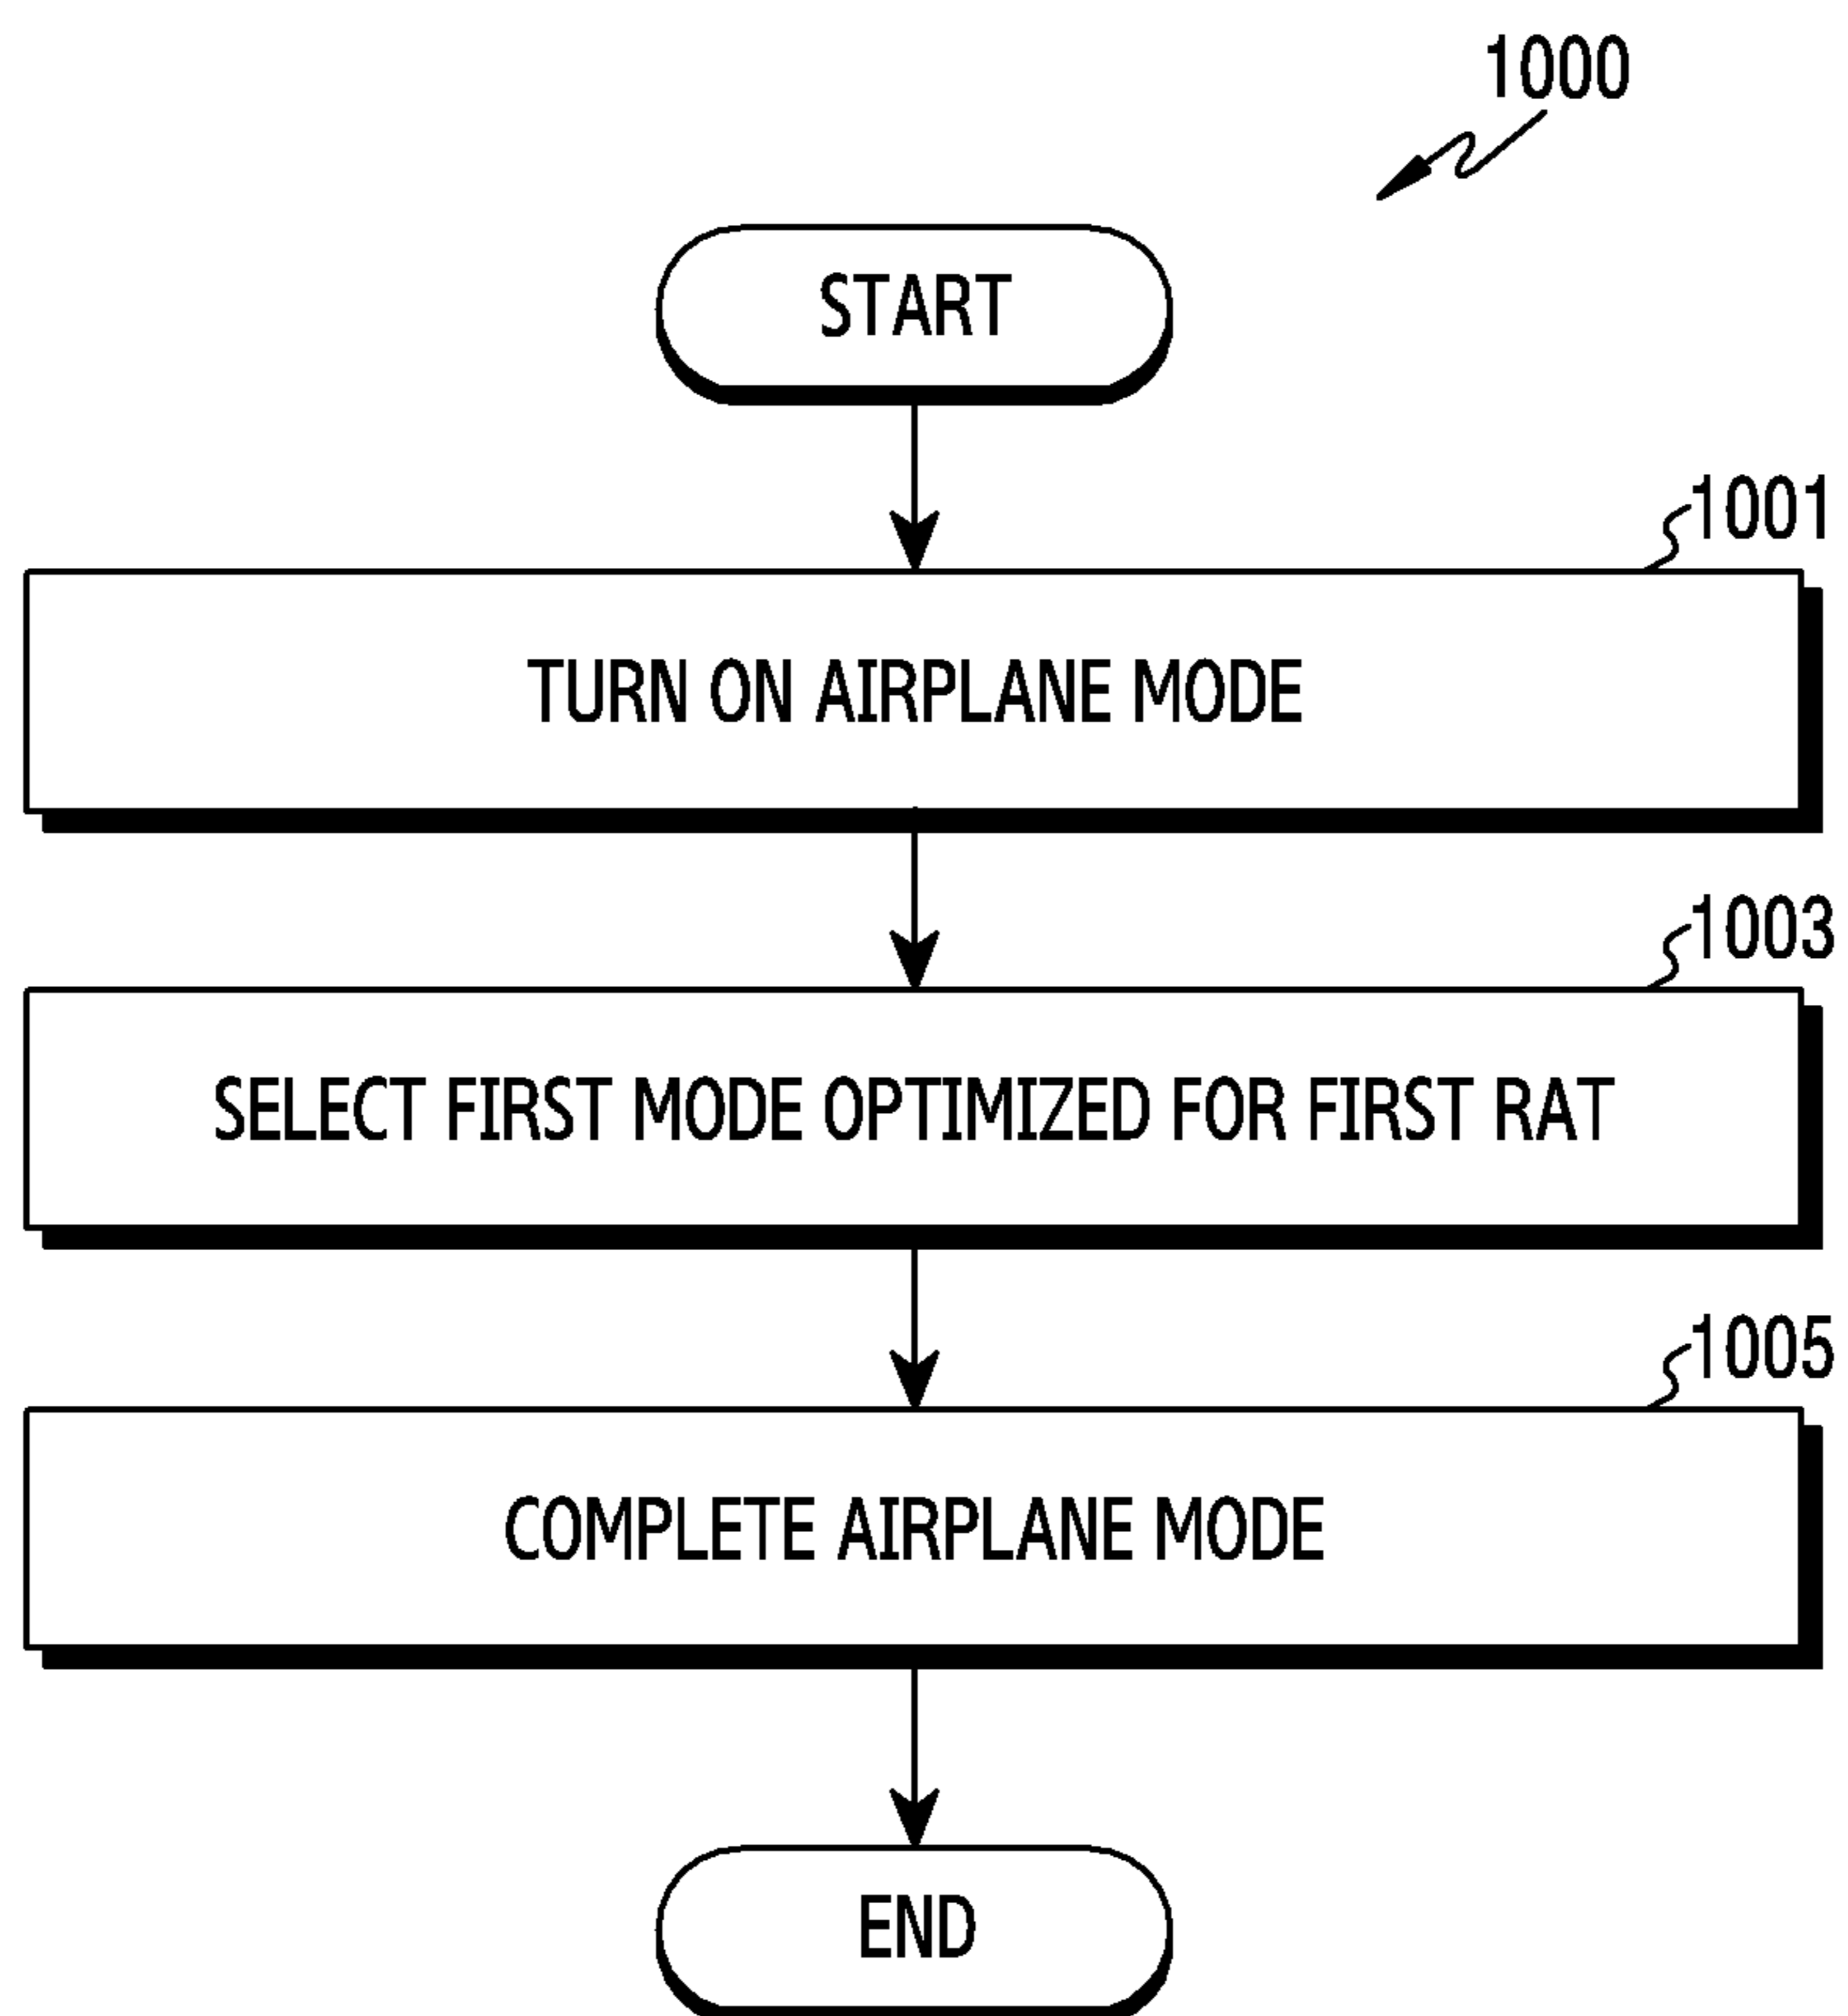 1000
START
1001
TURN ON AIRPLANE MODE
1003
SELECT FIRST MODE OPTIMIZED FOR FIRST RAT
1005
COMPLETE AIRPLANE MODE
END